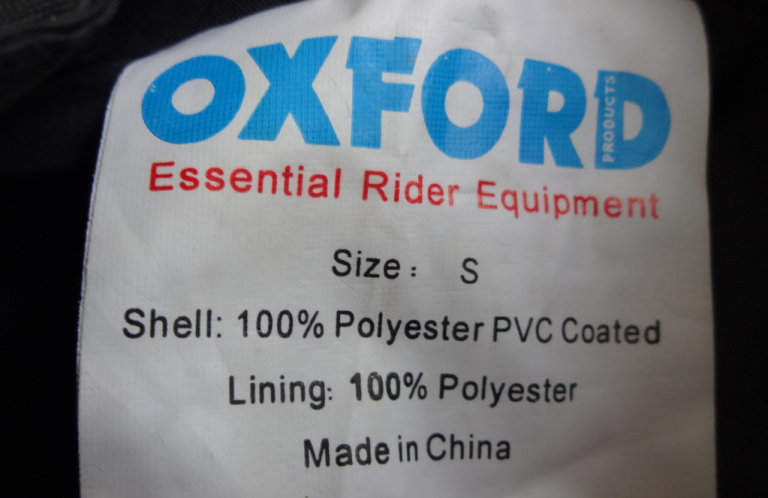 OXFORD
PRODUCTS
Essential Rider Equipment
Size: S
Shell: 100% Polyester PVC Coated
Lining: 100% Polyester
Made in China